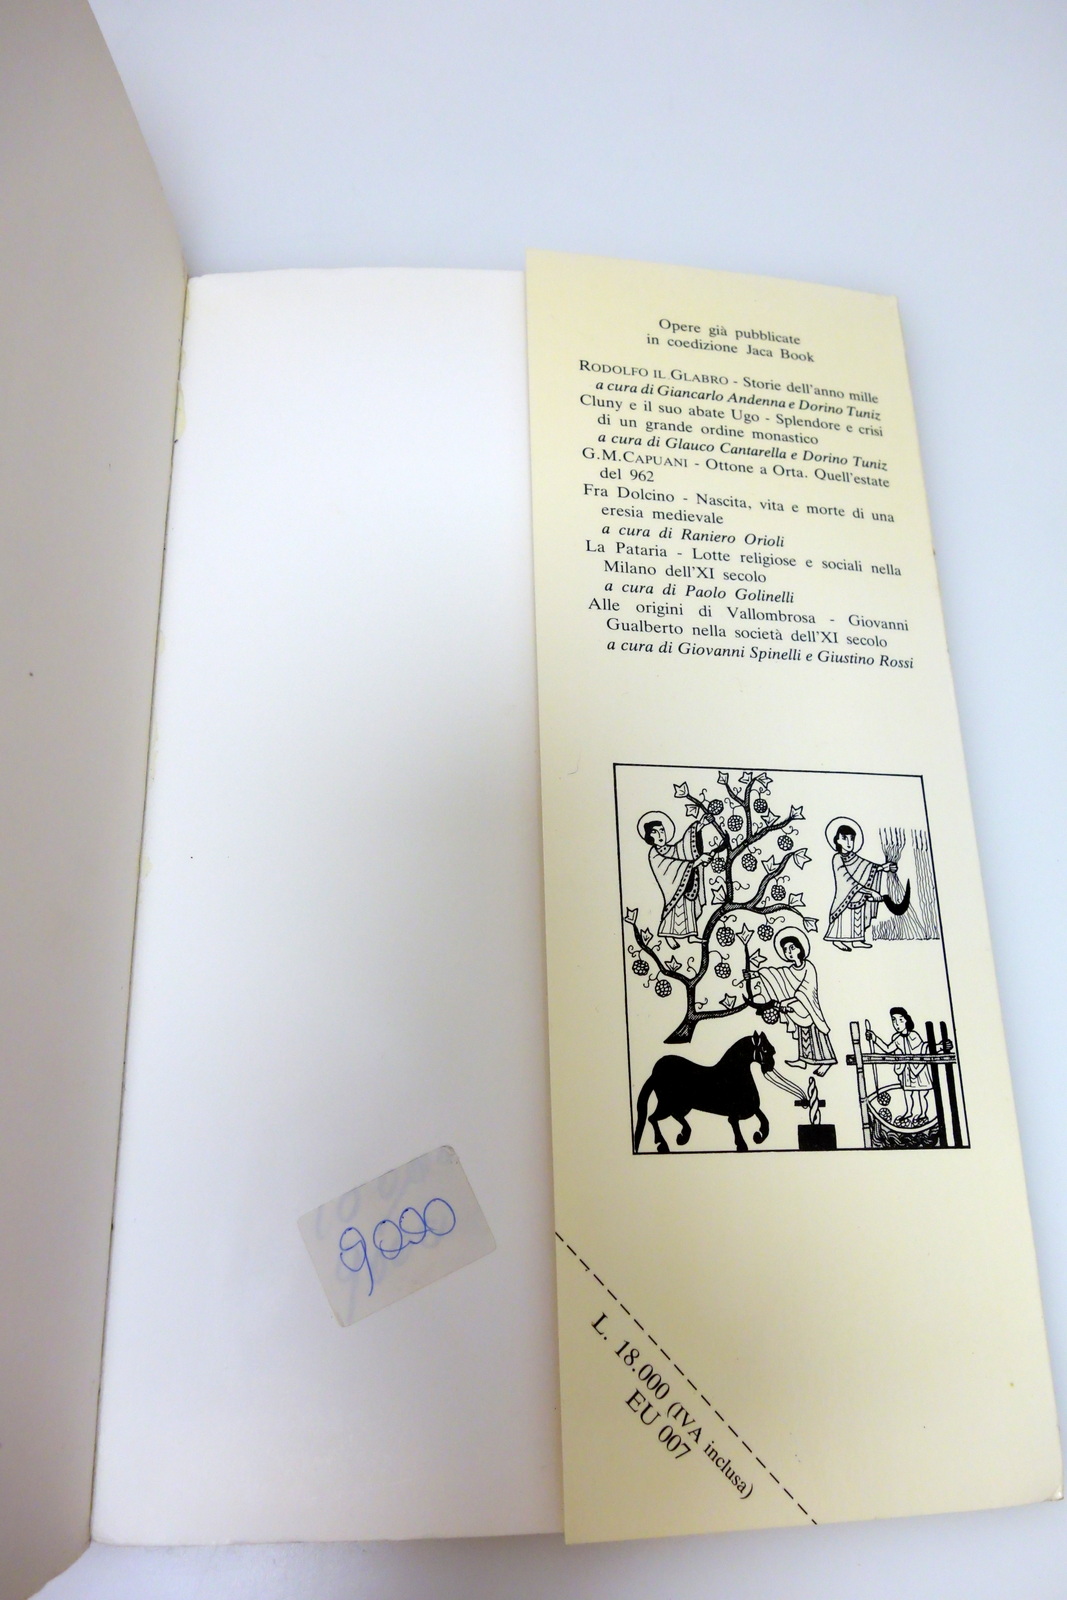 Opere già pubblicate
in coedizione Jaca Book
RODOLFO IL GLABRO - Storie dell'anno mille
a cura di Giancarlo Andenna e Dorino Tuniz
Cluny e il suo abate Ugo - Splendore e crisi
di un grande ordine monastico
a cura di Glauco Cantarella e Dorino Tuniz
G.M.CAPUANI - Ottone a Orta. Quell'estate
del 962
Fra Dolcino - Nascita, vita e morte di una
eresia medievale
a cura di Raniero Orioli
La Pataria - Lotte religiose e sociali nella
Milano dell'XI secolo
a cura di Paolo Golinelli
Alle origini di Vallombrosa - Giovanni
Gualberto nella società dell'XI secolo
a cura di Giovanni Spinelli e Giustino Rossi
9000
L. 18.000 (IVA inclusa)
EU 007